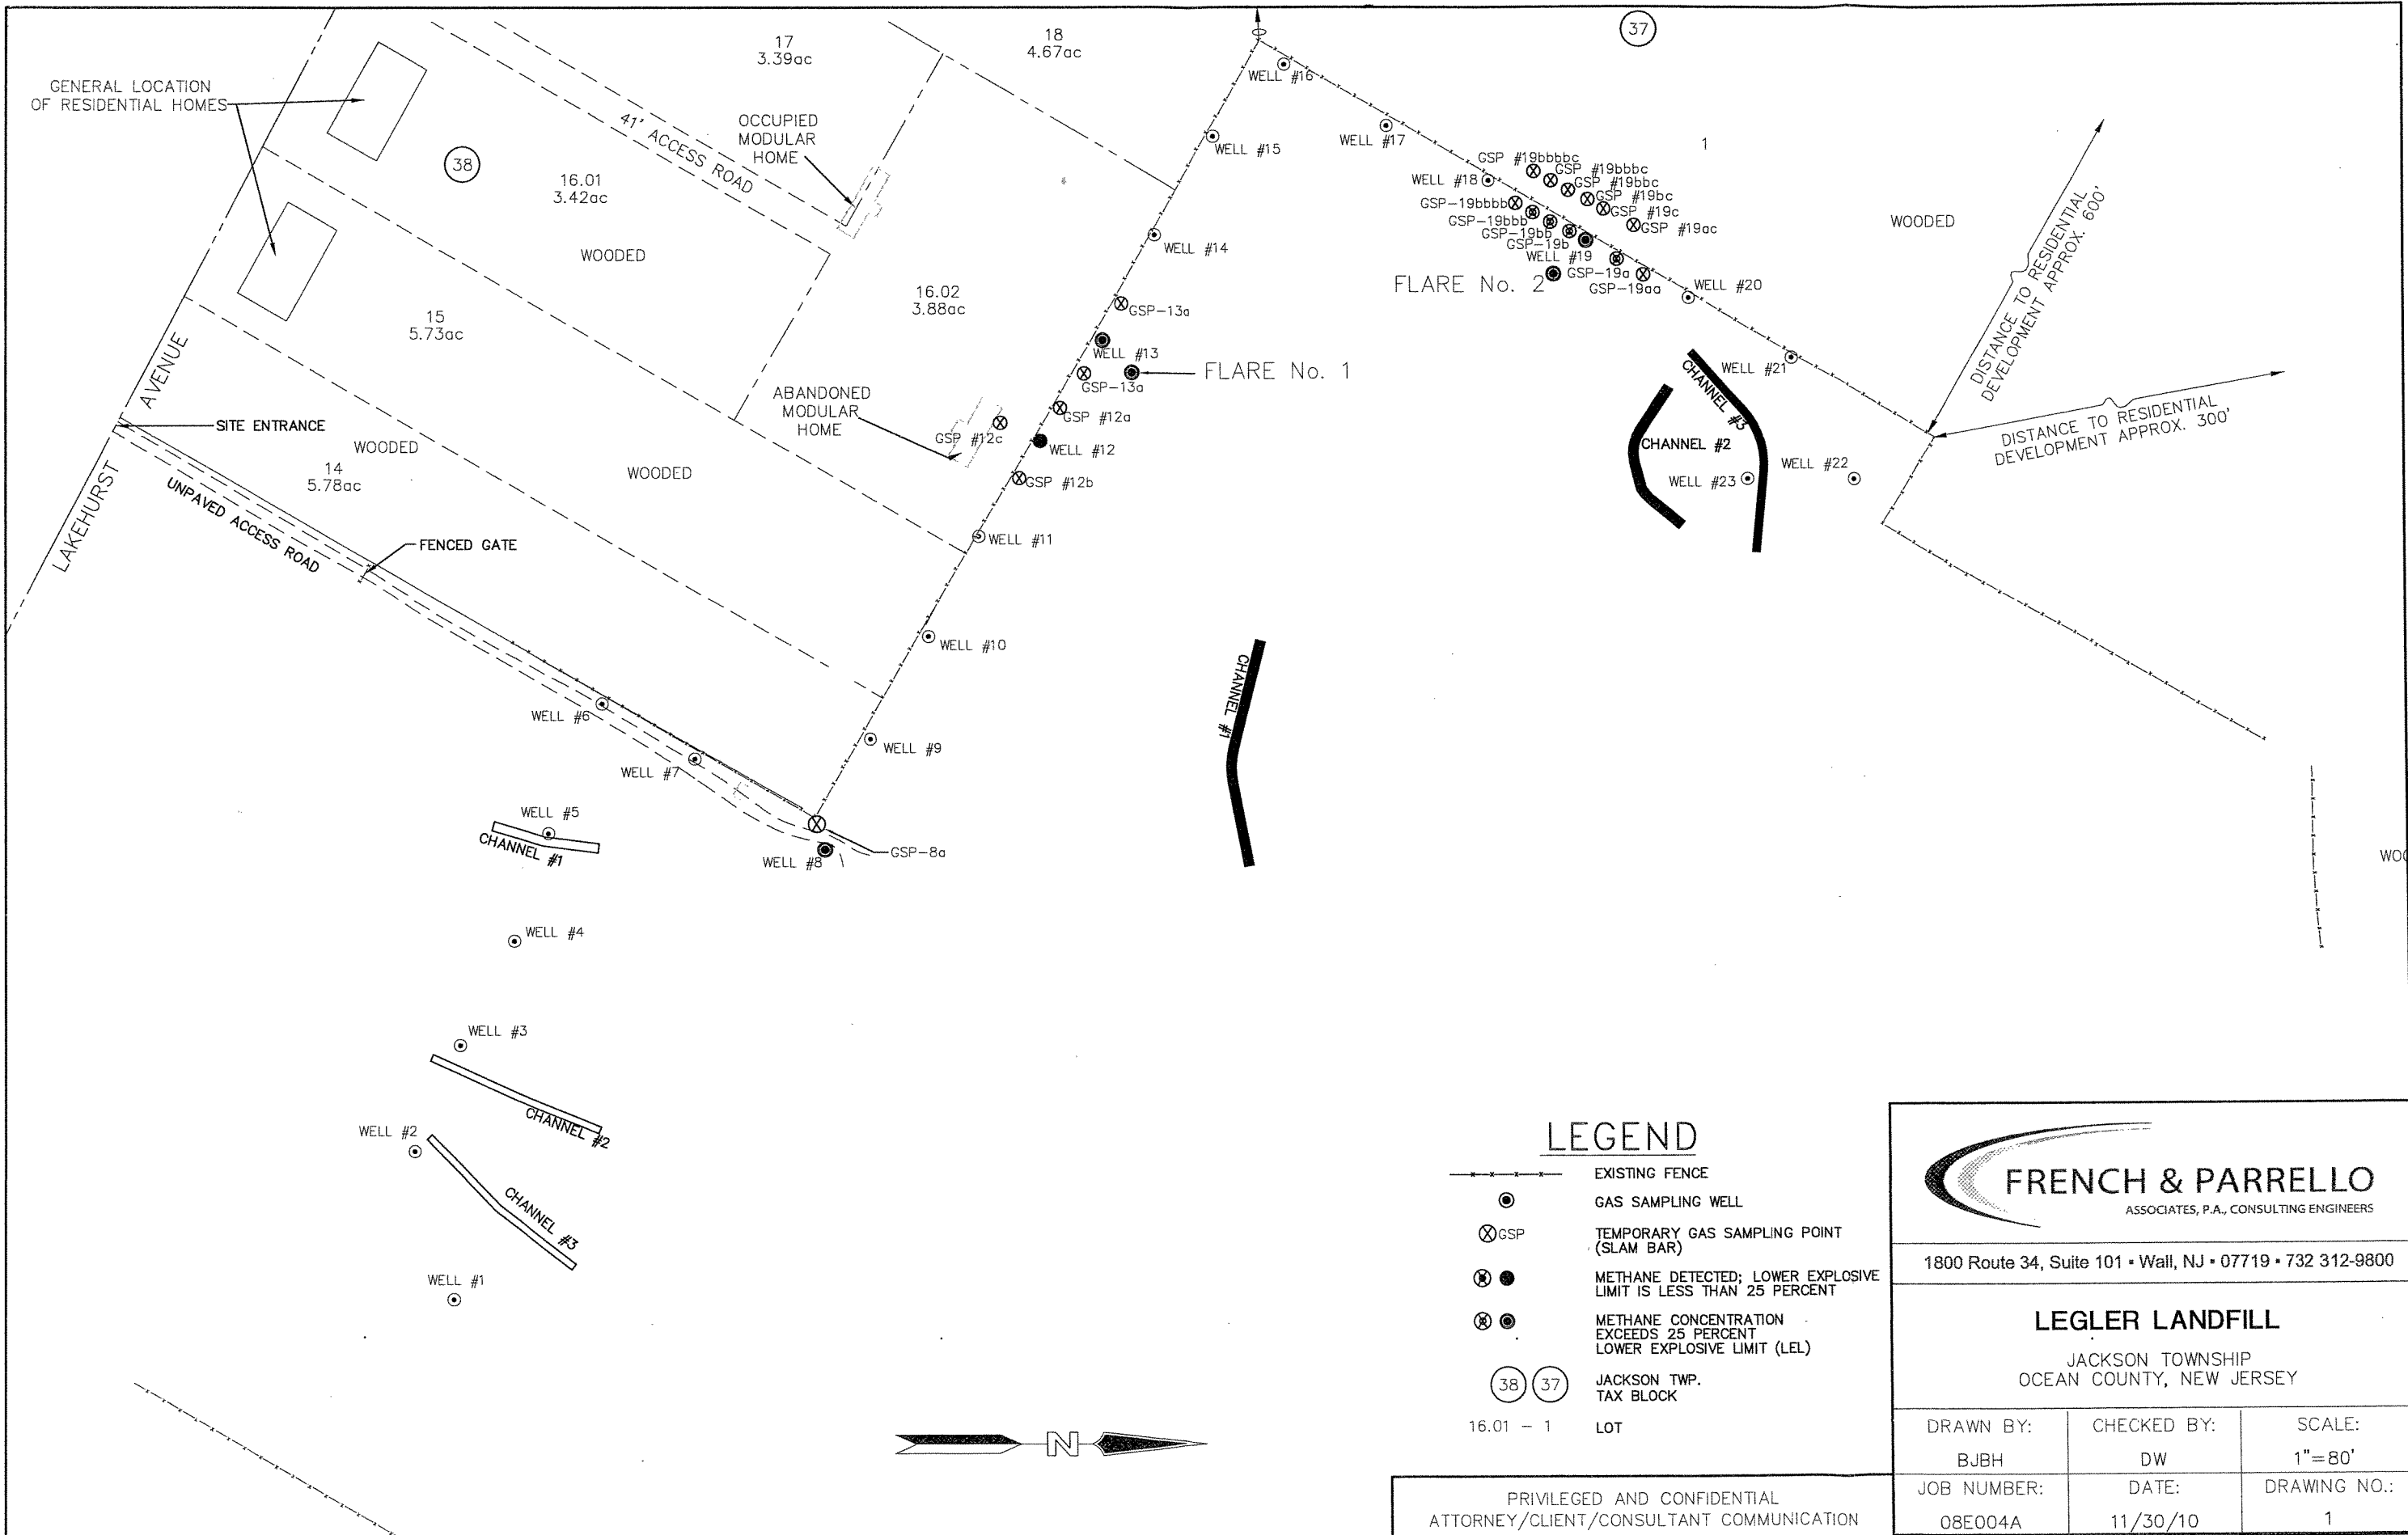 GENERAL LOCATION
OF RESIDENTIAL HOMES
38
17
3.39ac
18
4.67ac
37
41' ACCESS ROAD
OCCUPIED
MODULAR
HOME
16.01
3.42ac
WOODED
15
5.73ac
16.02
3.88ac
LAKEHURST AVENUE
SITE ENTRANCE
WOODED
14
5.78ac
WOODED
UNPAVED ACCESS ROAD
FENCED GATE
ABANDONED
MODULAR
HOME
WELL #16
WELL #15
WELL #17
1
WELL #14
GSP-13a
WELL #13
GSP-13a
FLARE No. 1
GSP #12a
GSP #12c
WELL #12
GSP #12b
WELL #11
WELL #10
WELL #9
GSP #19bbbbc
GSP #19bbbc
GSP #19bbc
GSP #19bc
GSP #19c
GSP #19ac
WELL #18
GSP-19bbbb
GSP-19bbb
GSP-19bb
GSP-19b
WELL #19
GSP-19a
GSP-19aa
FLARE No. 2
WELL #20
WOODED
DISTANCE TO RESIDENTIAL
DEVELOPMENT APPROX. 600'
DISTANCE TO RESIDENTIAL
DEVELOPMENT APPROX. 300'
WELL #21
CHANNEL #3
CHANNEL #2
WELL #22
WELL #23
CHANNEL #1
WELL #6
WELL #7
WELL #8
GSP-8a
WELL #5
CHANNEL #1
WELL #4
WELL #3
CHANNEL #2
WELL #2
CHANNEL #3
WELL #1
WOO
N
LEGEND
EXISTING FENCE
GAS SAMPLING WELL
GSP
TEMPORARY GAS SAMPLING POINT
(SLAM BAR)
METHANE DETECTED; LOWER EXPLOSIVE
LIMIT IS LESS THAN 25 PERCENT
METHANE CONCENTRATION
EXCEEDS 25 PERCENT
LOWER EXPLOSIVE LIMIT (LEL)
38 37
JACKSON TWP.
TAX BLOCK
16.01 - 1
LOT
PRIVILEGED AND CONFIDENTIAL
ATTORNEY/CLIENT/CONSULTANT COMMUNICATION
FRENCH & PARRELLO
ASSOCIATES, P.A., CONSULTING ENGINEERS
1800 Route 34, Suite 101 ▪ Wall, NJ ▪ 07719 ▪ 732 312-9800
LEGLER LANDFILL
JACKSON TOWNSHIP
OCEAN COUNTY, NEW JERSEY
DRAWN BY:
BJBH
CHECKED BY:
DW
SCALE:
1"=80'
JOB NUMBER:
08E004A
DATE:
11/30/10
DRAWING NO.:
1